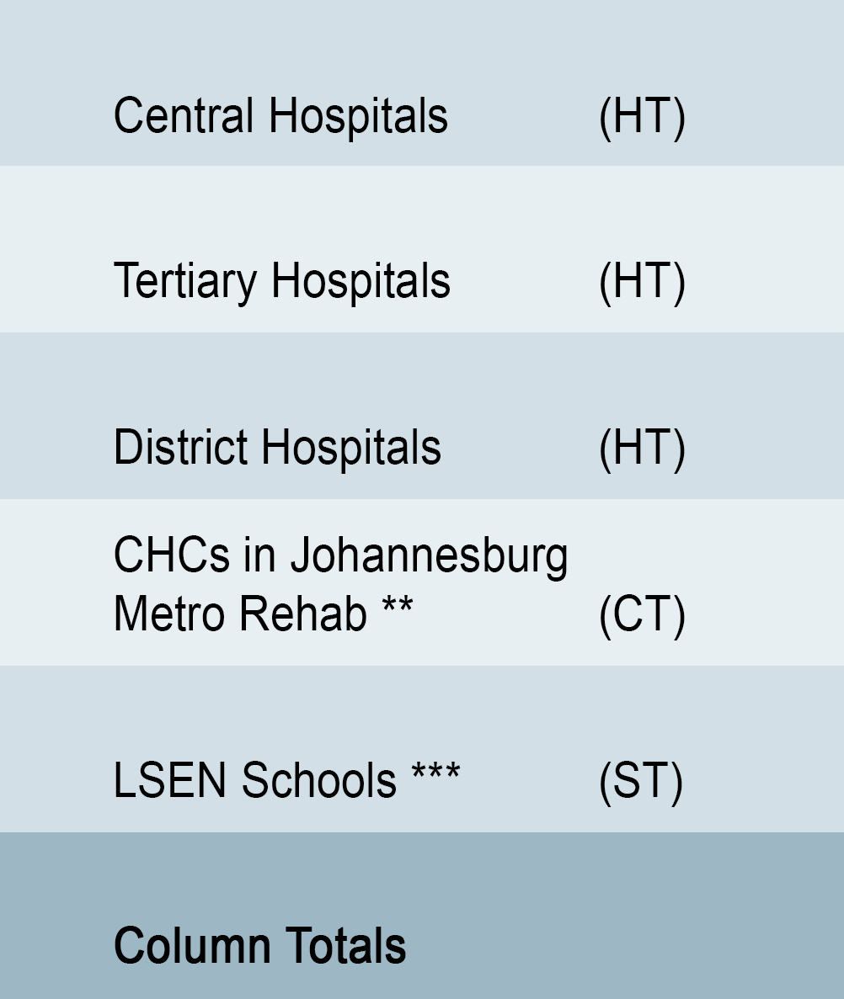 Central Hospitals (HT)
Tertiary Hospitals (HT)
District Hospitals (HT)
CHCs in Johannesburg
Metro Rehab ** (CT)
LSEN Schools *** (ST)
Column Totals